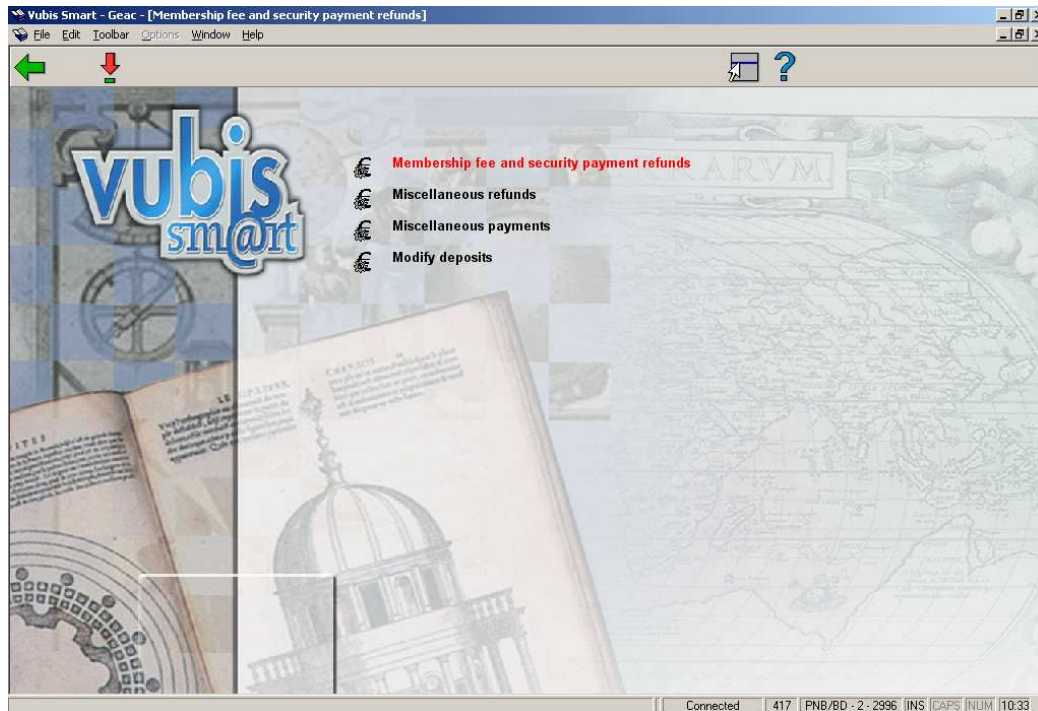 Vubis Smart - Geac - [Membership fee and security payment refunds]
File Edit Toolbar Options Window Help
vubis
sm@rt
ARVM
Membership fee and security payment refunds
Miscellaneous refunds
Miscellaneous payments
Modify deposits
Connected 417 PNB/BD - 2 - 2996 INS CAPS NUM 10:33